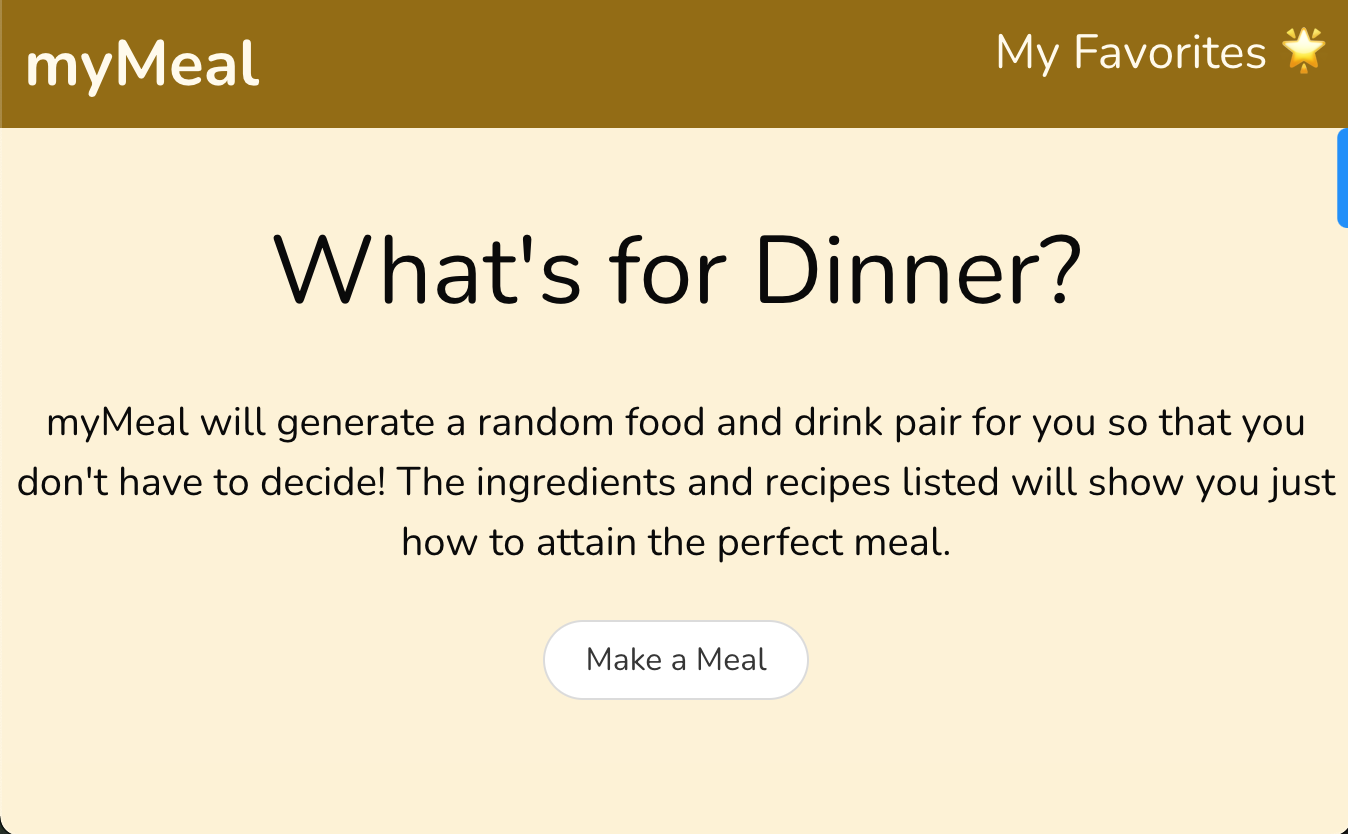 myMeal
My Favorites 🌟
What's for Dinner?
myMeal will generate a random food and drink pair for you so that you
don't have to decide! The ingredients and recipes listed will show you just
how to attain the perfect meal.
Make a Meal